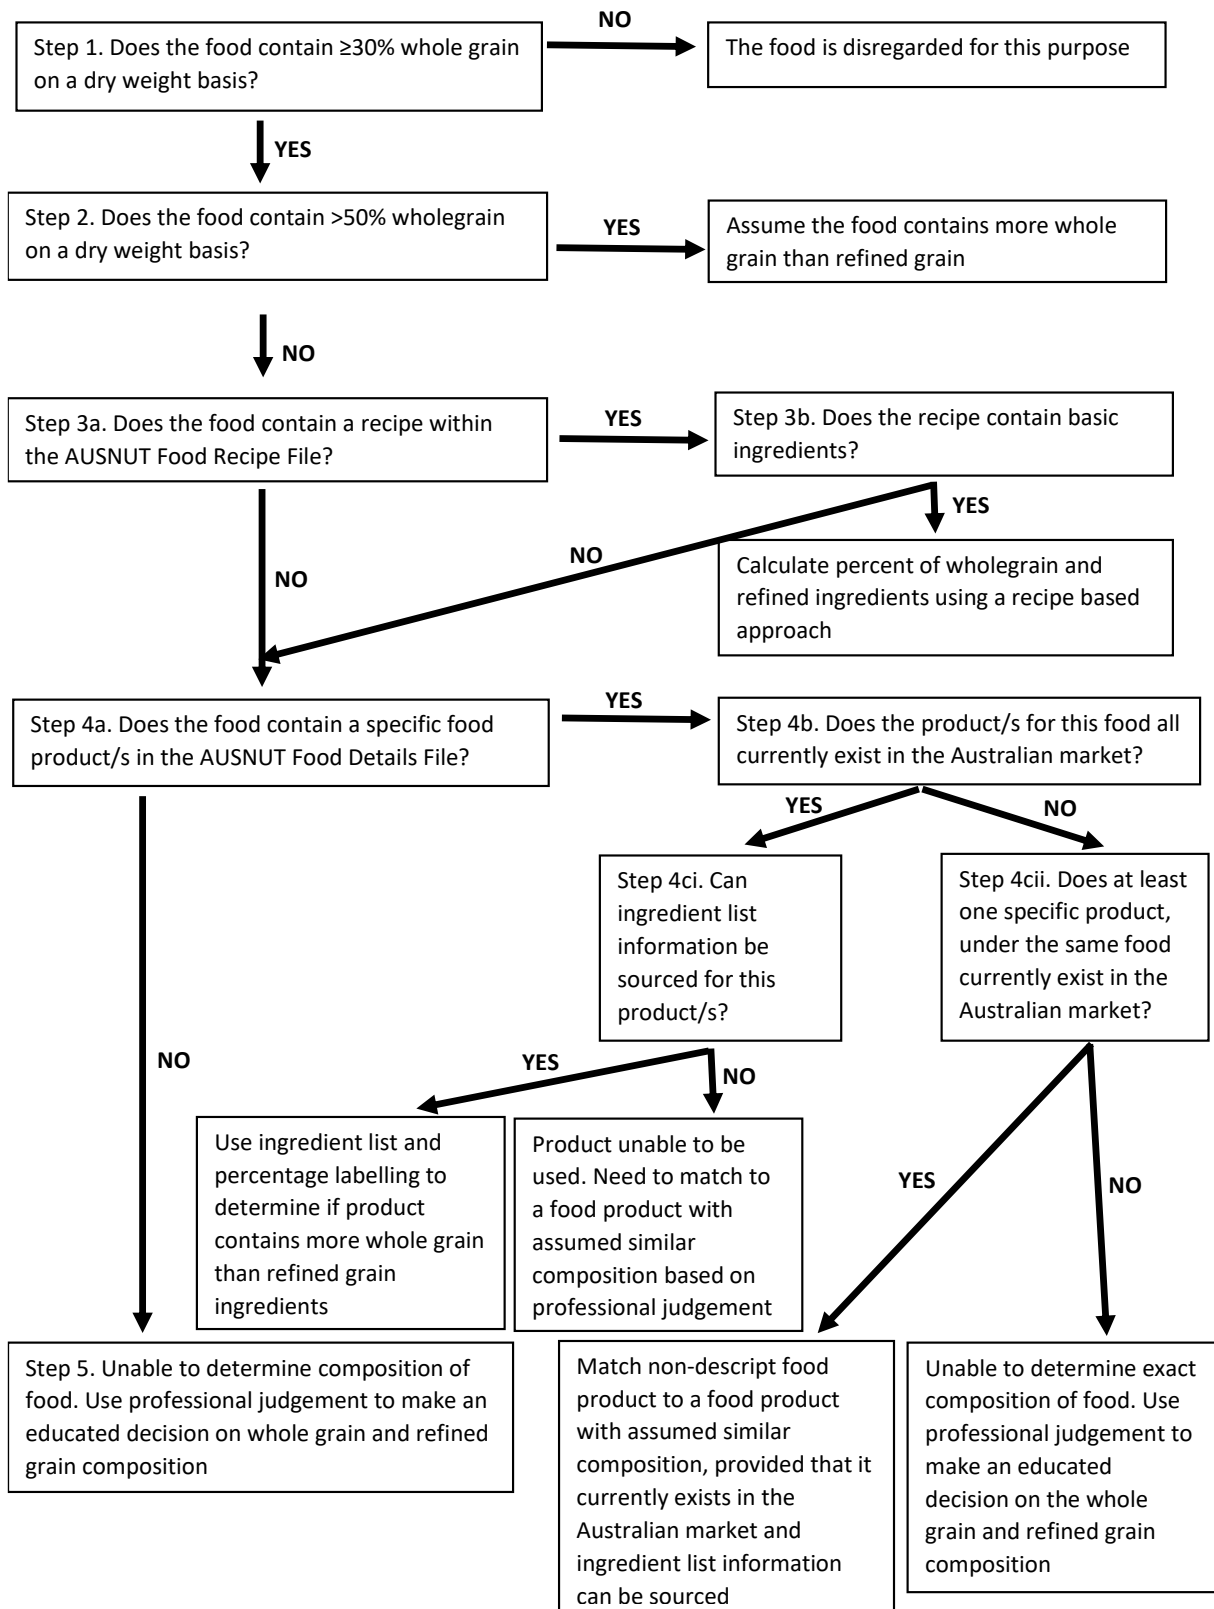 Step 1. Does the food contain ≥30% whole grain
on a dry weight basis?
NO
The food is disregarded for this purpose
YES
Step 2. Does the food contain >50% wholegrain
on a dry weight basis?
YES
Assume the food contains more whole
grain than refined grain
NO
Step 3a. Does the food contain a recipe within
the AUSNUT Food Recipe File?
YES
Step 3b. Does the recipe contain basic
ingredients?
YES
NO
NO
Calculate percent of wholegrain and
refined ingredients using a recipe based
approach
Step 4a. Does the food contain a specific food
product/s in the AUSNUT Food Details File?
YES
Step 4b. Does the product/s for this food all
currently exist in the Australian market?
YES
NO
Step 4ci. Can
ingredient list
information be
sourced for this
product/s?
Step 4cii. Does at least
one specific product,
under the same food
currently exist in the
Australian market?
NO
YES
NO
Use ingredient list and
percentage labelling to
determine if product
contains more whole grain
than refined grain
ingredients
Product unable to be
used. Need to match to
a food product with
assumed similar
composition based on
professional judgement
YES
NO
Step 5. Unable to determine composition of
food. Use professional judgement to make an
educated decision on whole grain and refined
grain composition
Match non-descript food
product to a food product
with assumed similar
composition, provided that it
currently exists in the
Australian market and
ingredient list information
can be sourced
Unable to determine exact
composition of food. Use
professional judgement to
make an educated
decision on the whole
grain and refined grain
composition